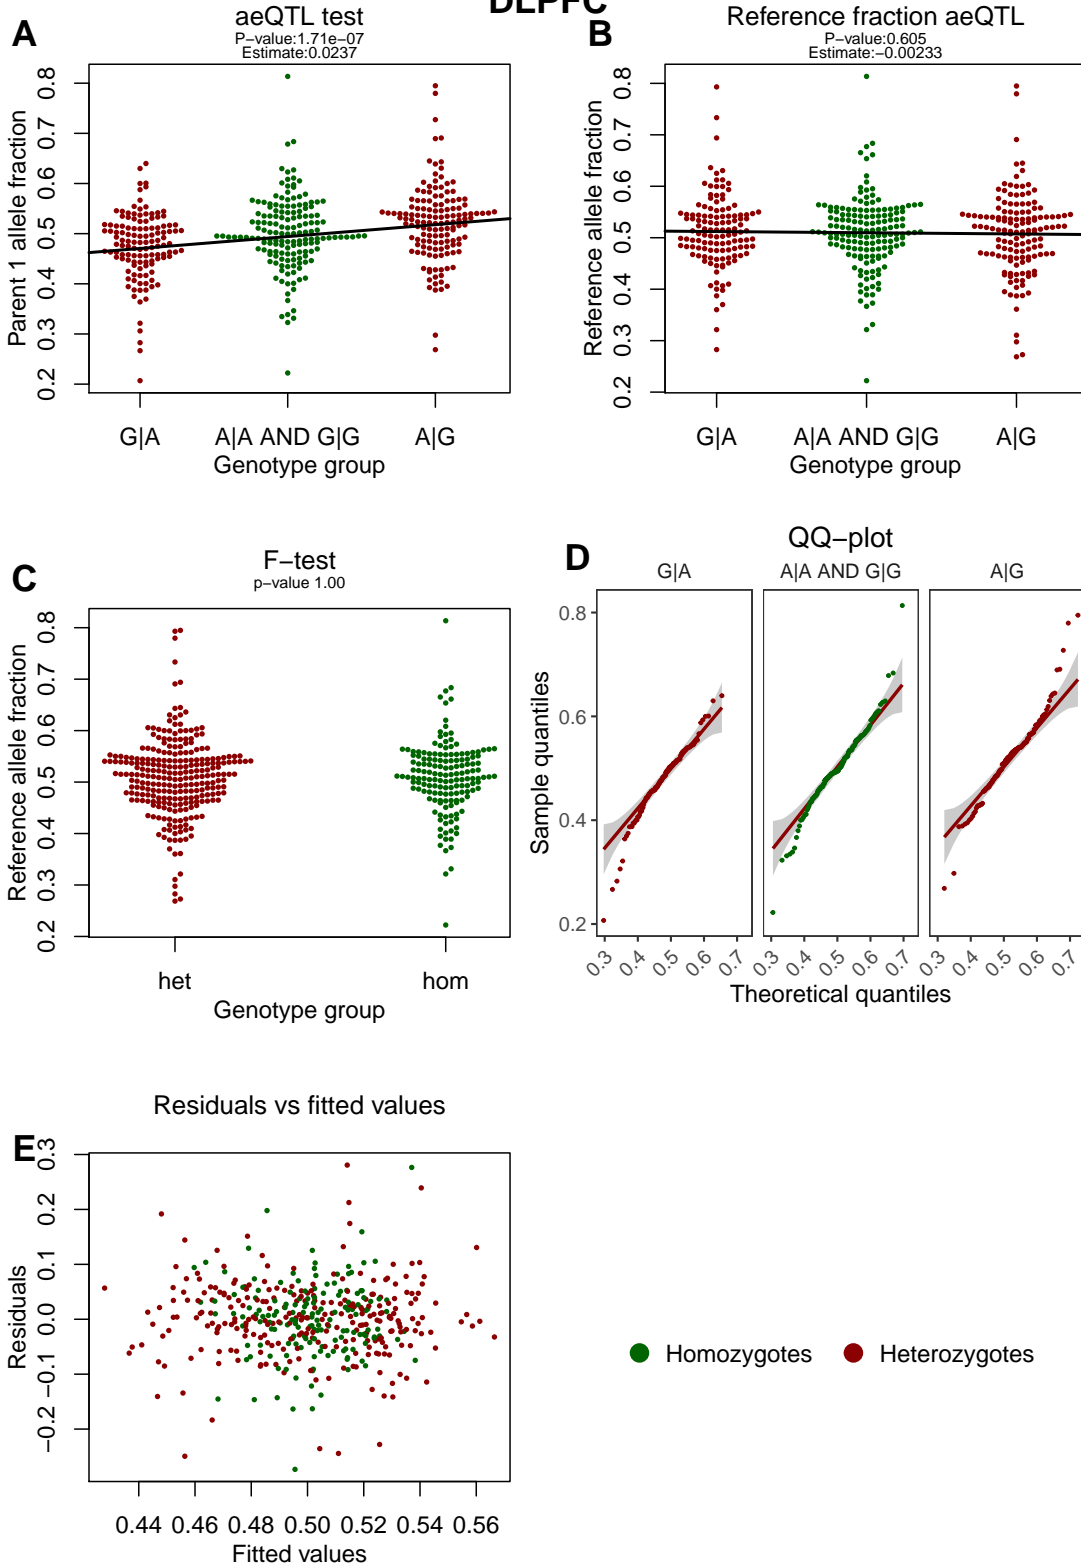 DLPFC
A
aeQTL test
P−value:1.71e−07
Estimate:0.0237
Parent 1 allele fraction
0.8
0.7
0.6
0.5
0.4
0.3
0.2
G|A
A|A AND G|G
A|G
Genotype group
B
Reference fraction aeQTL
P−value:0.605
Estimate:−0.00233
Reference allele fraction
0.8
0.7
0.6
0.5
0.4
0.3
0.2
G|A
A|A AND G|G
A|G
Genotype group
C
F−test
p−value 1.00
Reference allele fraction
0.8
0.7
0.6
0.5
0.4
0.3
0.2
het
hom
Genotype group
D
QQ−plot
G|A
A|A AND G|G
A|G
Sample quantiles
0.8
0.6
0.4
0.2
0.3 0.4 0.5 0.6 0.7
0.3 0.4 0.5 0.6 0.7
0.3 0.4 0.5 0.6 0.7
Theoretical quantiles
E
Residuals vs fitted values
Residuals
0.3
0.2
0.1
0.0
−0.1
−0.2
0.44 0.46 0.48 0.50 0.52 0.54 0.56
Fitted values
Homozygotes
Heterozygotes